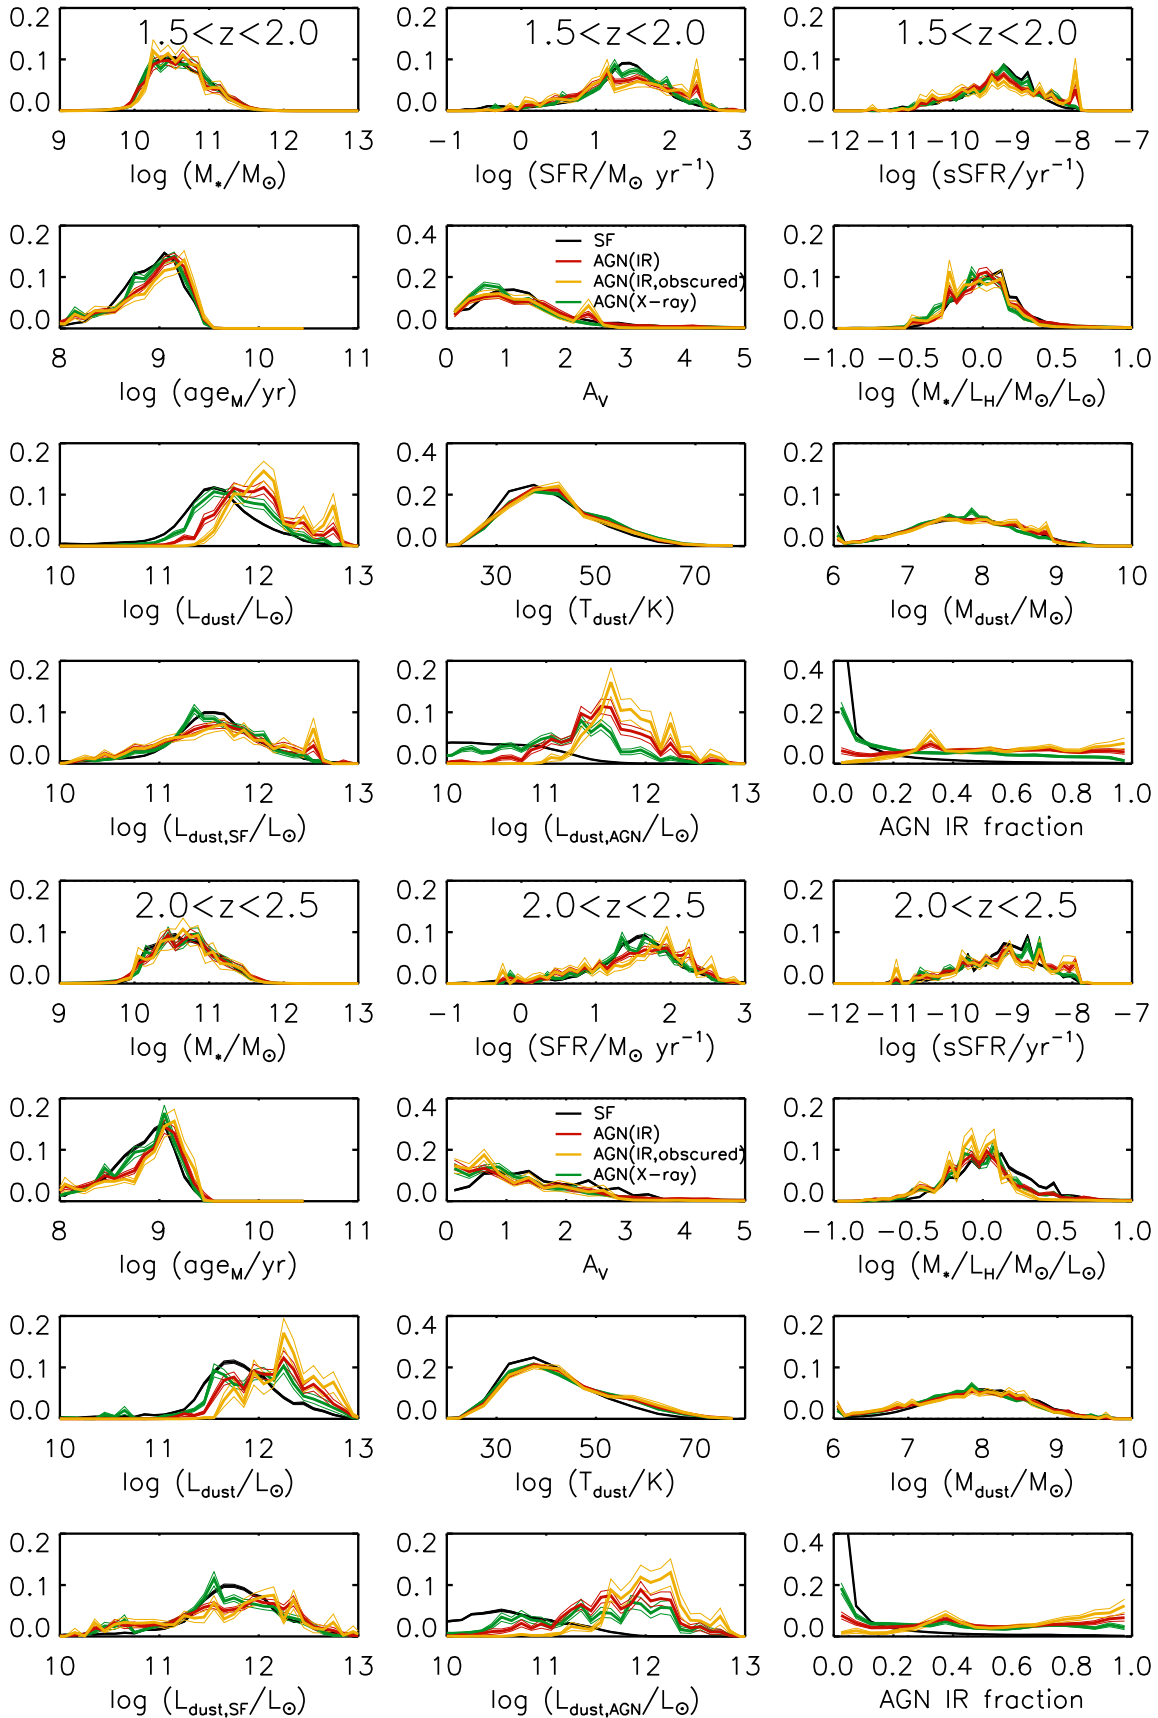 1.5<z<2.0 1.5<z<2.0 1.5<z<2.0
0.2 0.2 0.2
0.1 0.1 0.1
0.0 0.0 0.0
9 10 11 12 13 −1 0 1 2 3 −12 −11 −10 −9 −8 −7
log (M*/M⊙) log (SFR/M⊙ yr⁻¹) log (sSFR/yr⁻¹)
0.2 0.4 0.2
SF
AGN(IR)
0.1 0.2 0.1
AGN(IR,obscured)
AGN(X-ray)
0.0 0.0 0.0
8 9 10 11 0 1 2 3 4 5 −1.0 −0.5 0.0 0.5 1.0
log (age_M/yr) A_V log (M*/L_H/M⊙/L⊙)
0.2 0.4 0.2
0.1 0.2 0.1
0.0 0.0 0.0
10 11 12 13 30 50 70 6 7 8 9 10
log (L_dust/L⊙) log (T_dust/K) log (M_dust/M⊙)
0.2 0.2 0.4
0.1 0.1 0.2
0.0 0.0 0.0
10 11 12 13 10 11 12 13 0.0 0.2 0.4 0.6 0.8 1.0
log (L_dust,SF/L⊙) log (L_dust,AGN/L⊙) AGN IR fraction
2.0<z<2.5 2.0<z<2.5 2.0<z<2.5
0.2 0.2 0.2
0.1 0.1 0.1
0.0 0.0 0.0
9 10 11 12 13 −1 0 1 2 3 −12 −11 −10 −9 −8 −7
log (M*/M⊙) log (SFR/M⊙ yr⁻¹) log (sSFR/yr⁻¹)
0.2 0.4 0.2
SF
AGN(IR)
0.1 0.2 0.1
AGN(IR,obscured)
AGN(X-ray)
0.0 0.0 0.0
8 9 10 11 0 1 2 3 4 5 −1.0 −0.5 0.0 0.5 1.0
log (age_M/yr) A_V log (M*/L_H/M⊙/L⊙)
0.2 0.4 0.2
0.1 0.2 0.1
0.0 0.0 0.0
10 11 12 13 30 50 70 6 7 8 9 10
log (L_dust/L⊙) log (T_dust/K) log (M_dust/M⊙)
0.2 0.2 0.4
0.1 0.1 0.2
0.0 0.0 0.0
10 11 12 13 10 11 12 13 0.0 0.2 0.4 0.6 0.8 1.0
log (L_dust,SF/L⊙) log (L_dust,AGN/L⊙) AGN IR fraction